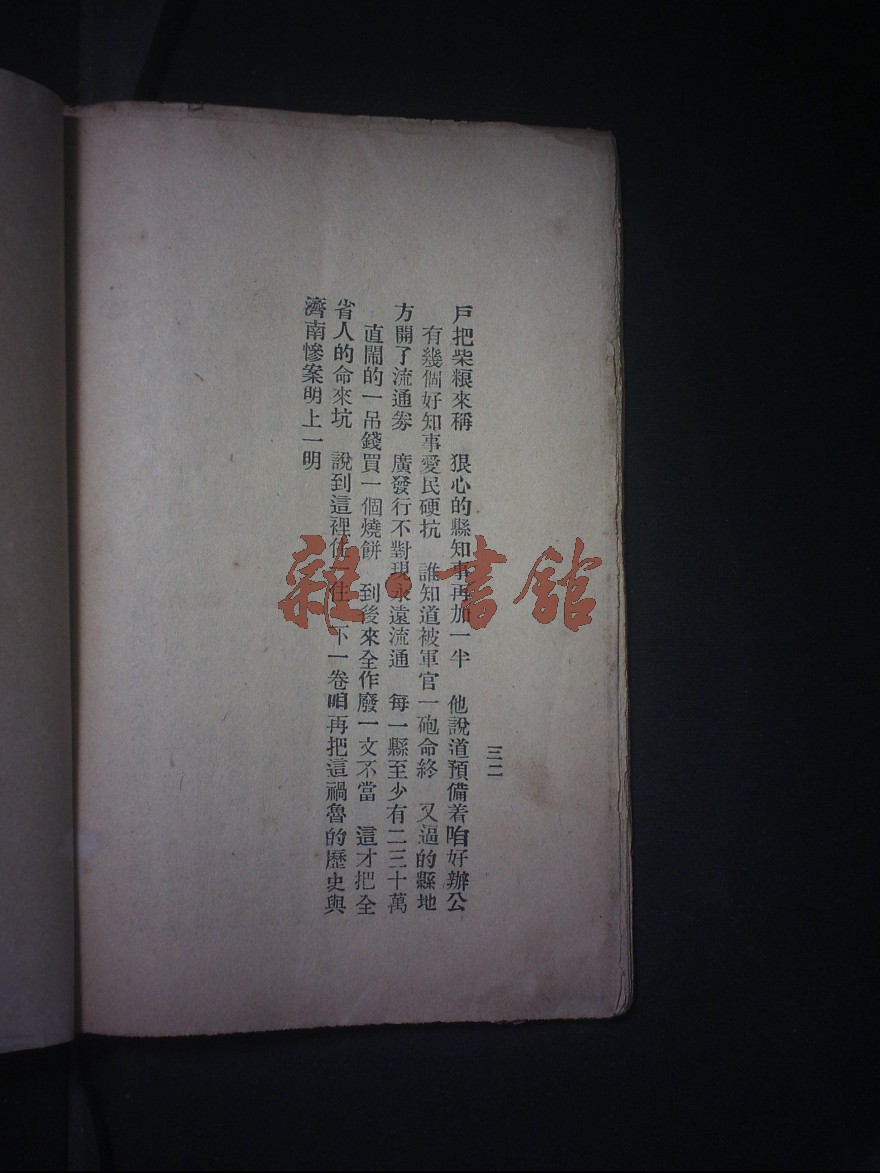 三二
戶把柴粮來稱　狠心的縣知事再加一半　他說道預備着咱好辦公
有幾個好知事愛民硬抗　誰知道被軍官一砲命終　又逼的縣地
方開了流通券　廣發行不對現永遠流通　每一縣至少有二三十萬
直鬧的一吊錢買一個燒餅　到後來全作廢一文不當　這才把全
省人的命來坑　說到這裡住　住　下一卷咱再把這禍魯的歷史與
濟南慘案明上一明
雜·書館